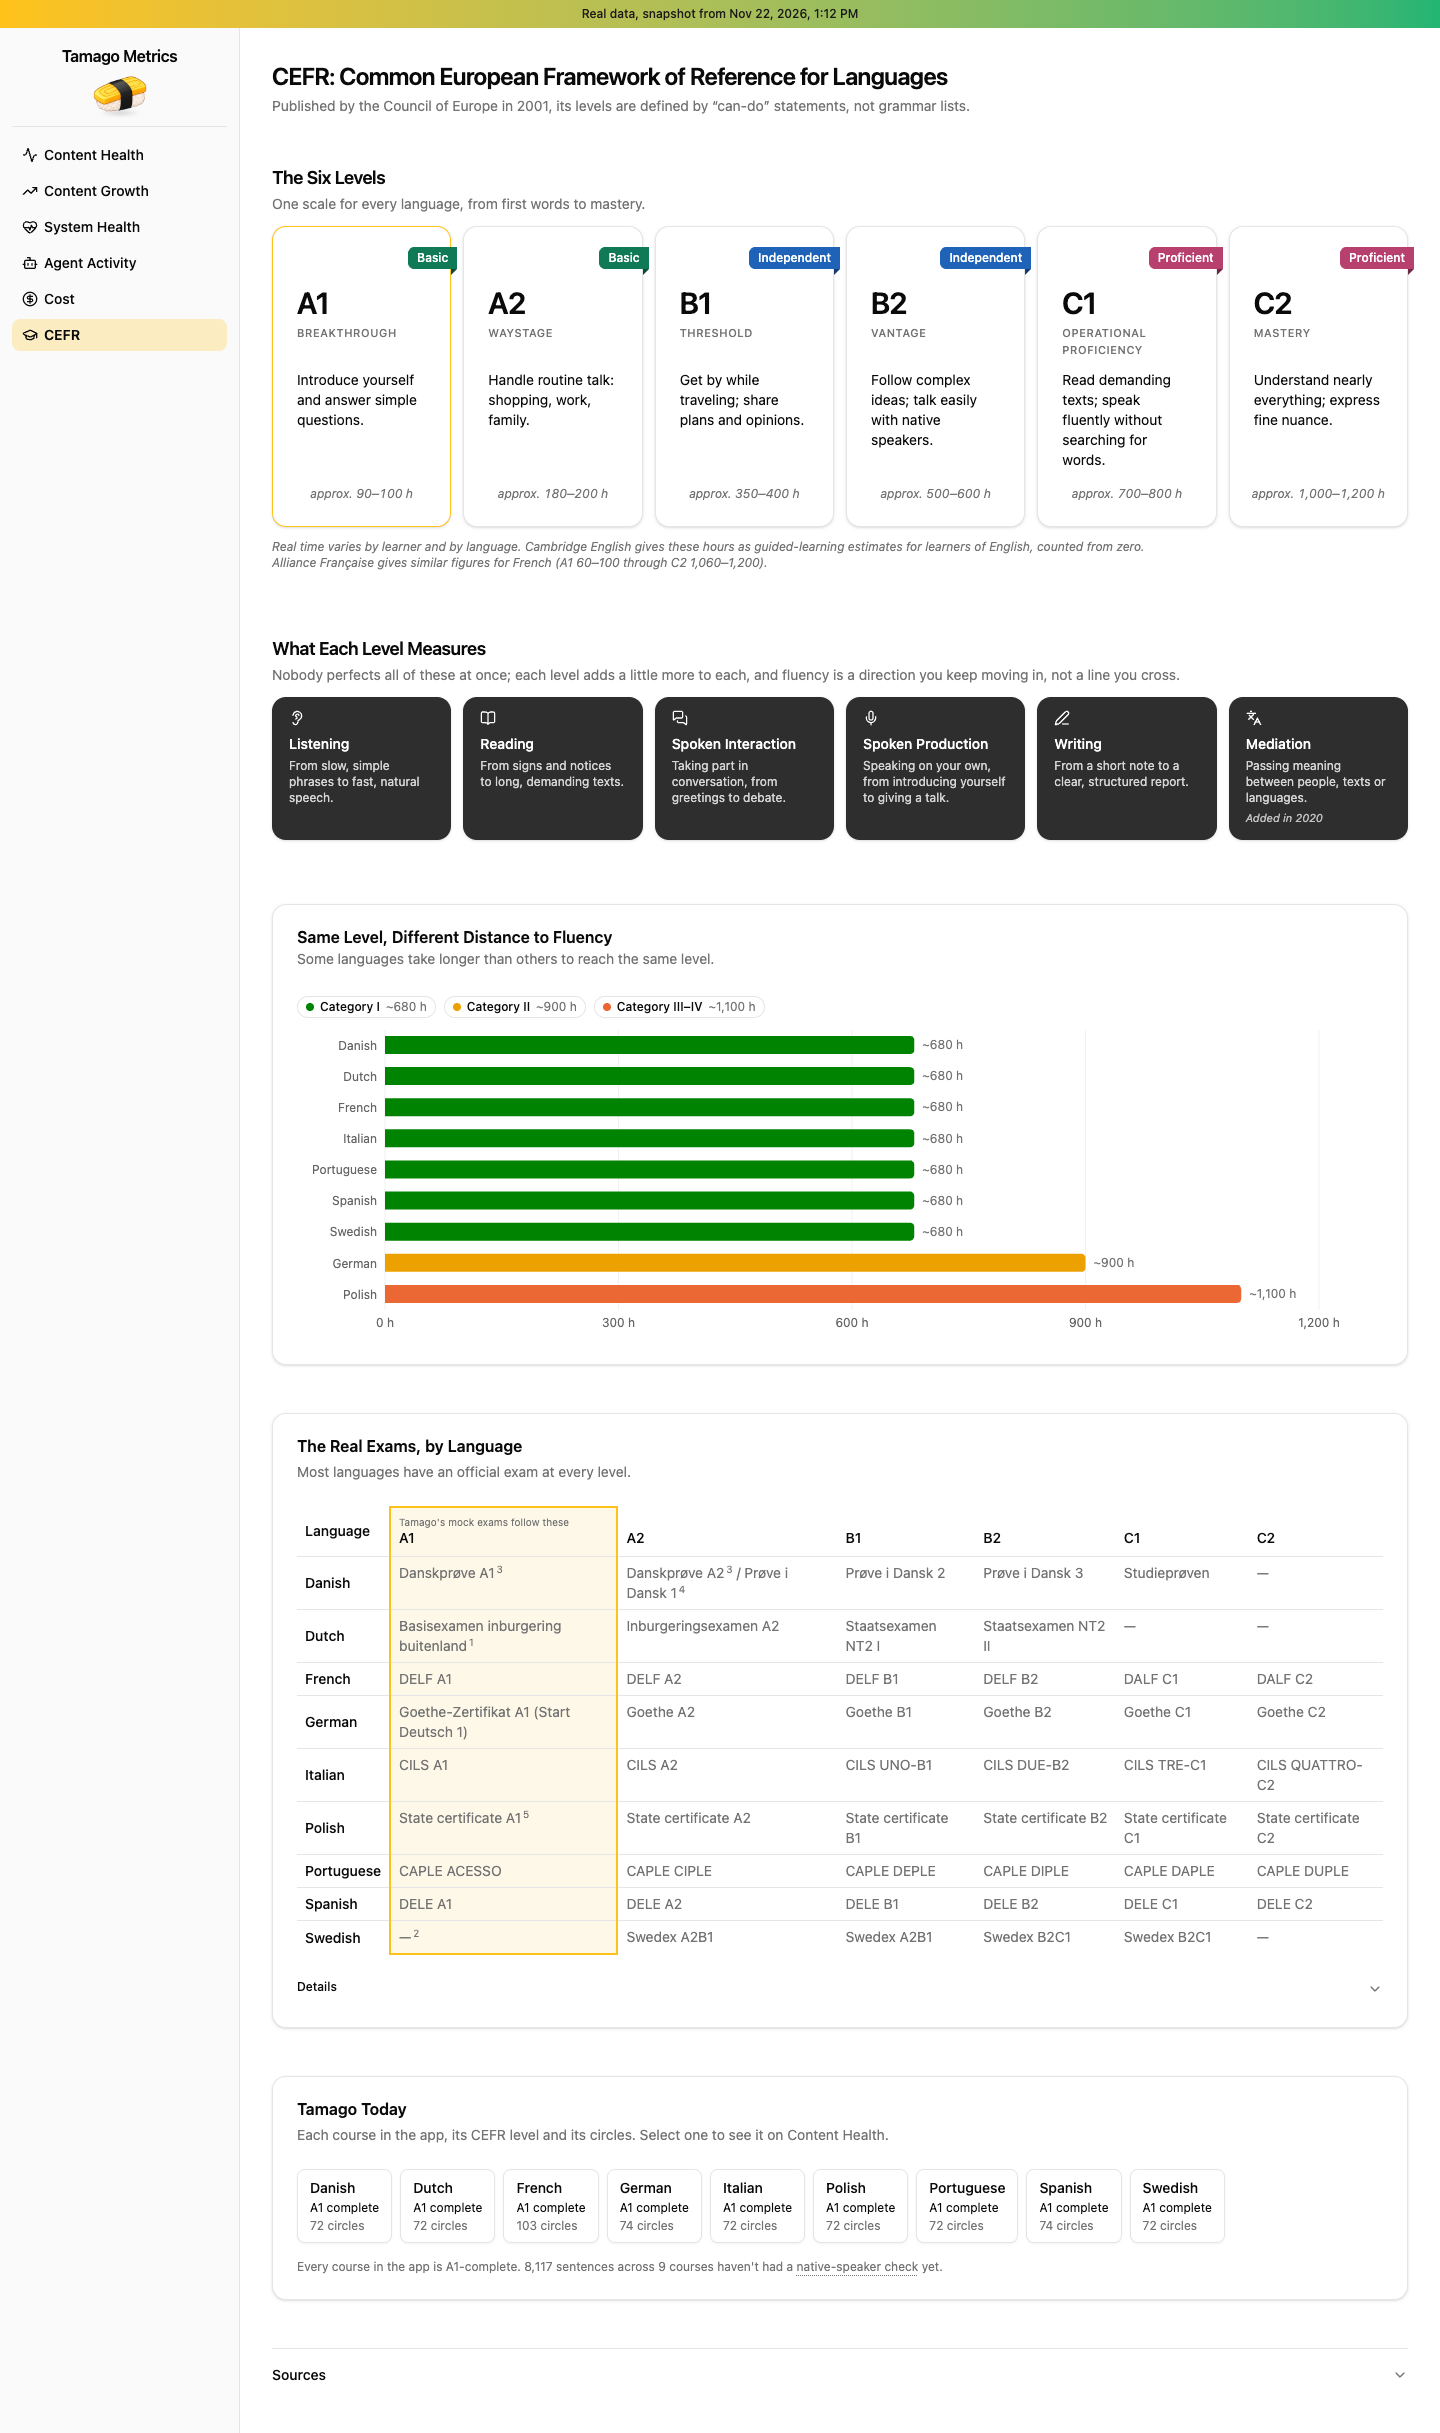 Real data, snapshot from Nov 22, 2026, 1:12 PM
Tamago Metrics
Content Health
Content Growth
System Health
Agent Activity
Cost
CEFR
CEFR: Common European Framework of Reference for Languages
Published by the Council of Europe in 2001, its levels are defined by “can-do” statements, not grammar lists.
The Six Levels
One scale for every language, from first words to mastery.
Basic
A1
BREAKTHROUGH
Introduce yourself
and answer simple
questions.
approx. 90–100 h
Basic
A2
WAYSTAGE
Handle routine talk:
shopping, work,
family.
approx. 180–200 h
Independent
B1
THRESHOLD
Get by while
traveling; share
plans and opinions.
approx. 350–400 h
Independent
B2
VANTAGE
Follow complex
ideas; talk easily
with native
speakers.
approx. 500–600 h
Proficient
C1
OPERATIONAL
PROFICIENCY
Read demanding
texts; speak
fluently without
searching for
words.
approx. 700–800 h
Proficient
C2
MASTERY
Understand nearly
everything; express
fine nuance.
approx. 1,000–1,200 h
Real time varies by learner and by language. Cambridge English gives these hours as guided-learning estimates for learners of English, counted from zero.
Alliance Française gives similar figures for French (A1 60–100 through C2 1,060–1,200).
What Each Level Measures
Nobody perfects all of these at once; each level adds a little more to each, and fluency is a direction you keep moving in, not a line you cross.
Listening
From slow, simple
phrases to fast, natural
speech.
Reading
From signs and notices
to long, demanding texts.
Spoken Interaction
Taking part in
conversation, from
greetings to debate.
Spoken Production
Speaking on your own,
from introducing yourself
to giving a talk.
Writing
From a short note to a
clear, structured report.
Mediation
Passing meaning
between people, texts or
languages.
Added in 2020
Same Level, Different Distance to Fluency
Some languages take longer than others to reach the same level.
Category I ~680 h
Category II ~900 h
Category III–IV ~1,100 h
Danish ~680 h
Dutch ~680 h
French ~680 h
Italian ~680 h
Portuguese ~680 h
Spanish ~680 h
Swedish ~680 h
German ~900 h
Polish ~1,100 h
0 h 300 h 600 h 900 h 1,200 h
The Real Exams, by Language
Most languages have an official exam at every level.
Tamago's mock exams follow these
Language A1 A2 B1 B2 C1 C2
Danish
Danskprøve A1 3
Danskprøve A2 3 / Prøve i
Dansk 1 4
Prøve i Dansk 2
Prøve i Dansk 3
Studieprøven
—
Dutch
Basisexamen inburgering
buitenland 1
Inburgeringsexamen A2
Staatsexamen
NT2 I
Staatsexamen NT2
II
—
—
French DELF A1 DELF A2 DELF B1 DELF B2 DALF C1 DALF C2
German
Goethe-Zertifikat A1 (Start
Deutsch 1)
Goethe A2
Goethe B1
Goethe B2
Goethe C1
Goethe C2
Italian
CILS A1
CILS A2
CILS UNO-B1
CILS DUE-B2
CILS TRE-C1
CILS QUATTRO-
C2
Polish
State certificate A1 5
State certificate A2
State certificate
B1
State certificate B2
State certificate
C1
State certificate
C2
Portuguese CAPLE ACESSO CAPLE CIPLE CAPLE DEPLE CAPLE DIPLE CAPLE DAPLE CAPLE DUPLE
Spanish DELE A1 DELE A2 DELE B1 DELE B2 DELE C1 DELE C2
Swedish — 2 Swedex A2B1 Swedex A2B1 Swedex B2C1 Swedex B2C1 —
Details
Tamago Today
Each course in the app, its CEFR level and its circles. Select one to see it on Content Health.
Danish
A1 complete
72 circles
Dutch
A1 complete
72 circles
French
A1 complete
103 circles
German
A1 complete
74 circles
Italian
A1 complete
72 circles
Polish
A1 complete
72 circles
Portuguese
A1 complete
72 circles
Spanish
A1 complete
74 circles
Swedish
A1 complete
72 circles
Every course in the app is A1-complete. 8,117 sentences across 9 courses haven't had a native-speaker check yet.
Sources